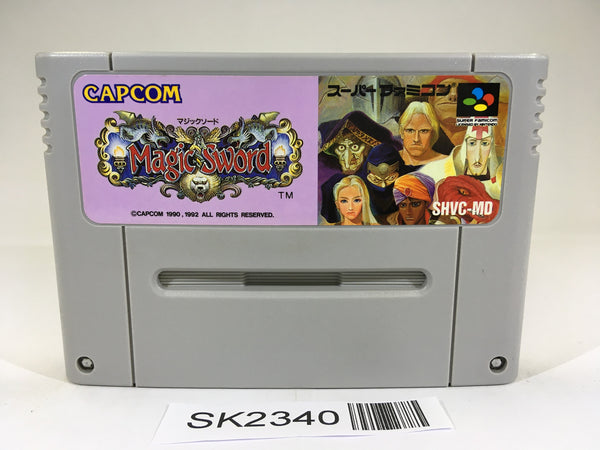 CAPCOM
マジックソード
Magic Sword
TM
©CAPCOM 1990, 1992 ALL RIGHTS RESERVED.
スーパーファミコン
SUPER FAMICOM
SHVC-MD
SK2340